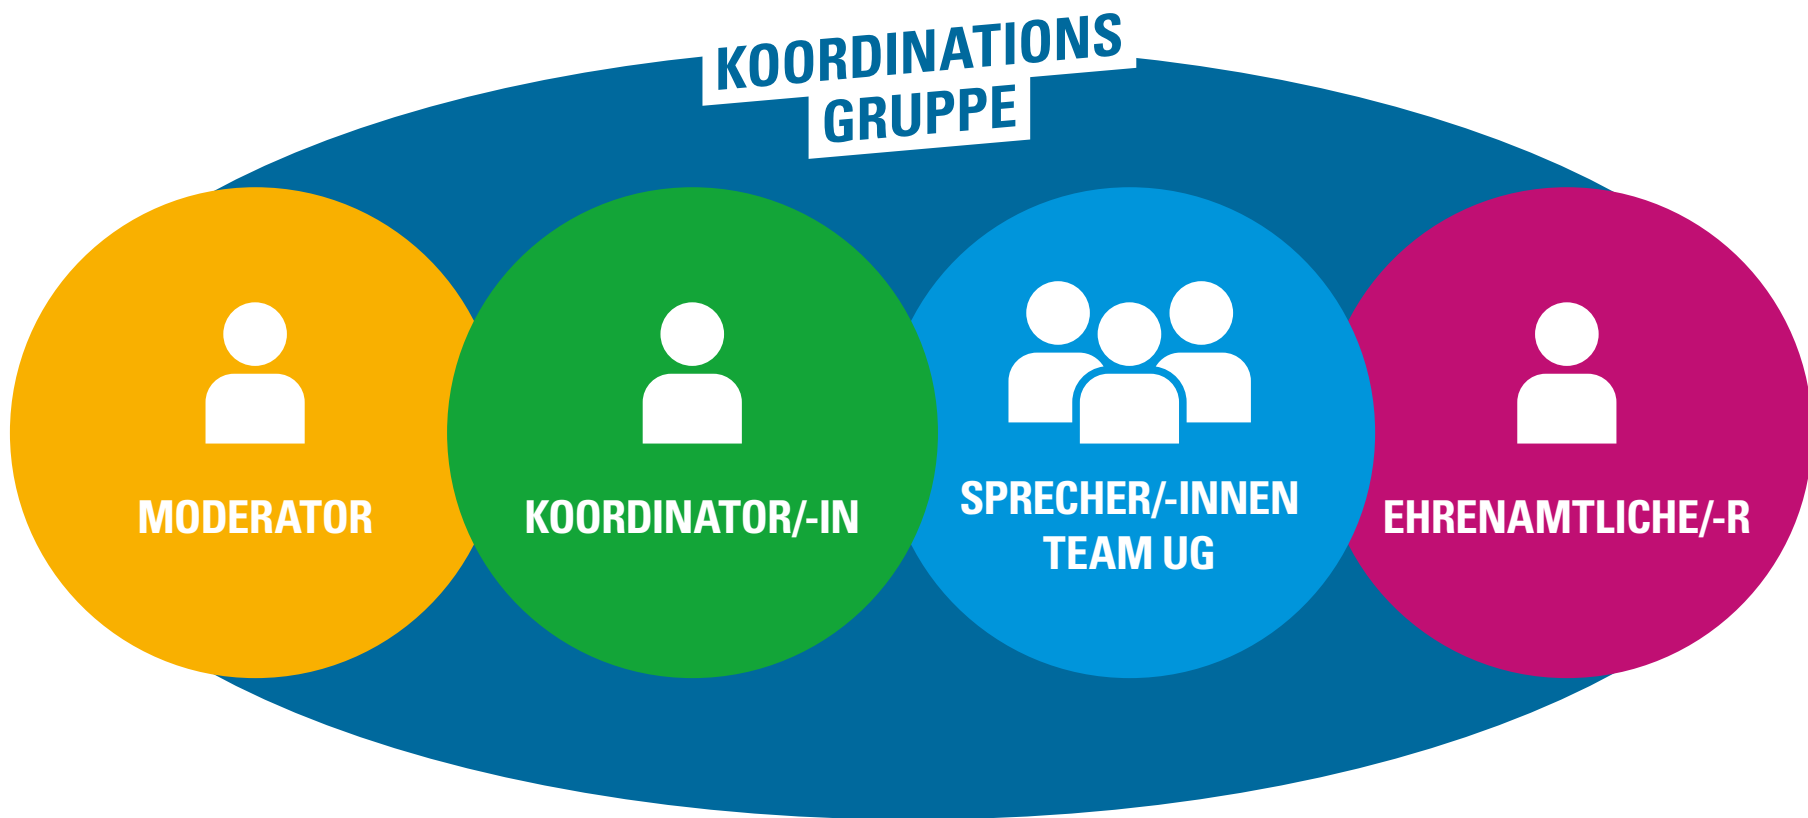 KOORDINATIONS
GRUPPE
MODERATOR
KOORDINATOR/-IN
SPRECHER/-INNEN
TEAM UG
EHRENAMTLICHE/-R